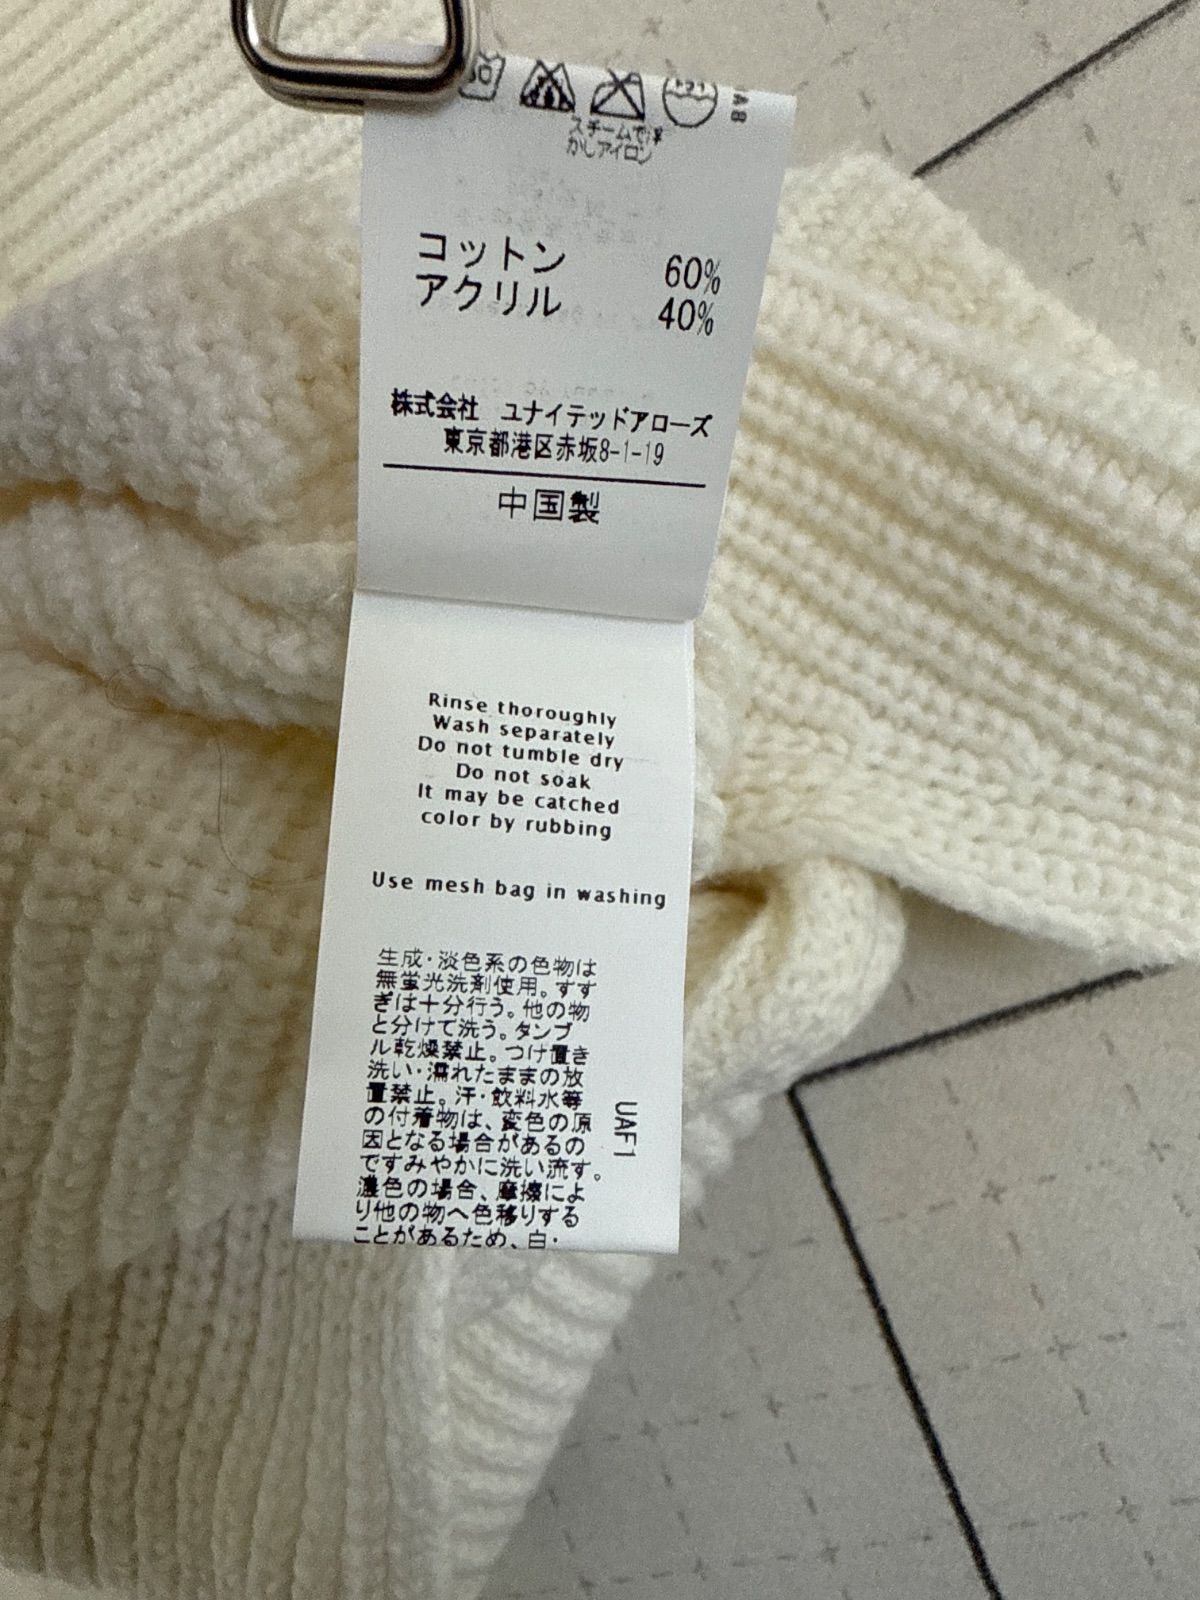 スチームで浮
かしアイロン
コットン 60%
アクリル 40%
株式会社 ユナイテッドアローズ
東京都港区赤坂8-1-19
中国製
Rinse thoroughly
Wash separately
Do not tumble dry
Do not soak
It may be catched
color by rubbing
Use mesh bag in washing
生成・淡色系の色物は
無蛍光洗剤使用。すす
ぎは十分行う。他の物
と分けて洗う。タンブ
ル乾燥禁止。つけ置き
洗い・濡れたままの放
置禁止。汗・飲料水等
の付着物は、変色の原
因となる場合があるの
ですみやかに洗い流す。
濃色の場合、摩擦によ
り他の物へ色移りする
ことがあるため、白・
UAF1